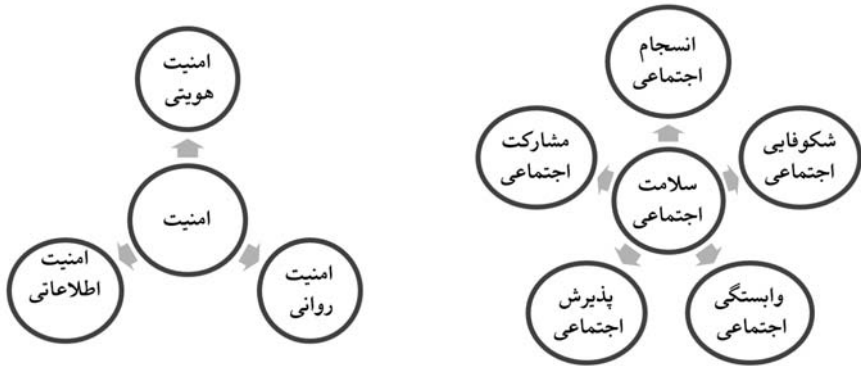 انسجام
اجتماعی
شکوفایی
اجتماعی
مشارکت
اجتماعی
سلامت
اجتماعی
وابستگی
اجتماعی
پذیرش
اجتماعی
امنیت
هویتی
امنیت
امنیت
روانی
امنیت
اطلاعاتی